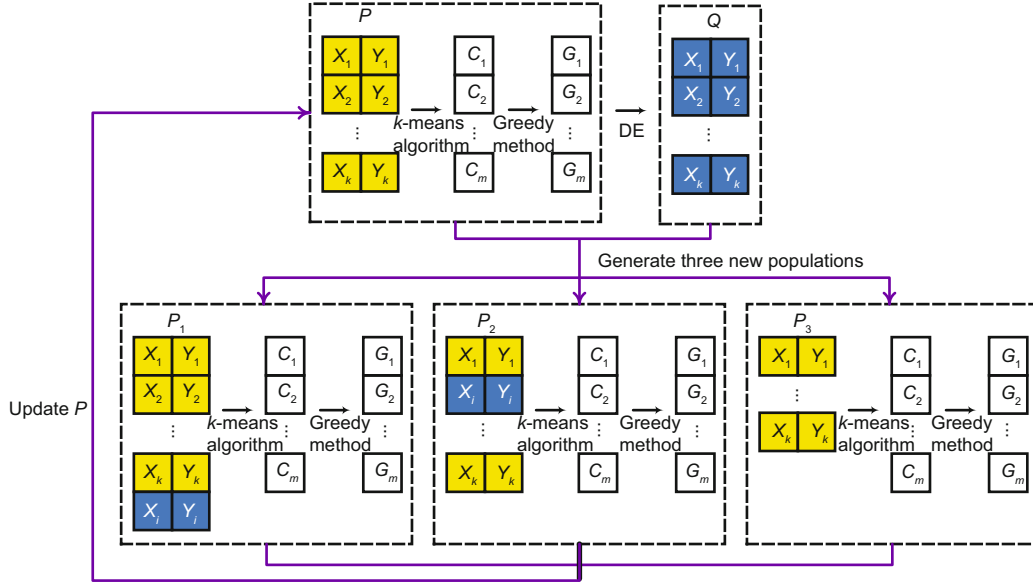 P
Q
X₁ Y₁ C₁ G₁ X₁ Y₁
X₂ Y₂ C₂ G₂ X₂ Y₂
k-means
algorithm
Greedy
method
DE
⋮ ⋮ ⋮ ⋮
Xₖ Yₖ Cₘ Gₘ Xₖ Yₖ
Generate three new populations
Update P
P₁
X₁ Y₁ C₁ G₁
X₂ Y₂ C₂ G₂
k-means
algorithm
Greedy
method
⋮ ⋮ ⋮
Xₖ Yₖ Cₘ Gₘ
Xᵢ Yᵢ
P₂
X₁ Y₁ C₁ G₁
Xᵢ Yᵢ C₂ G₂
k-means
algorithm
Greedy
method
⋮ ⋮ ⋮
Xₖ Yₖ Cₘ Gₘ
P₃
X₁ Y₁ C₁ G₁
⋮ C₂ G₂
k-means
algorithm
Greedy
method
Xₖ Yₖ ⋮ ⋮
Cₘ Gₘ